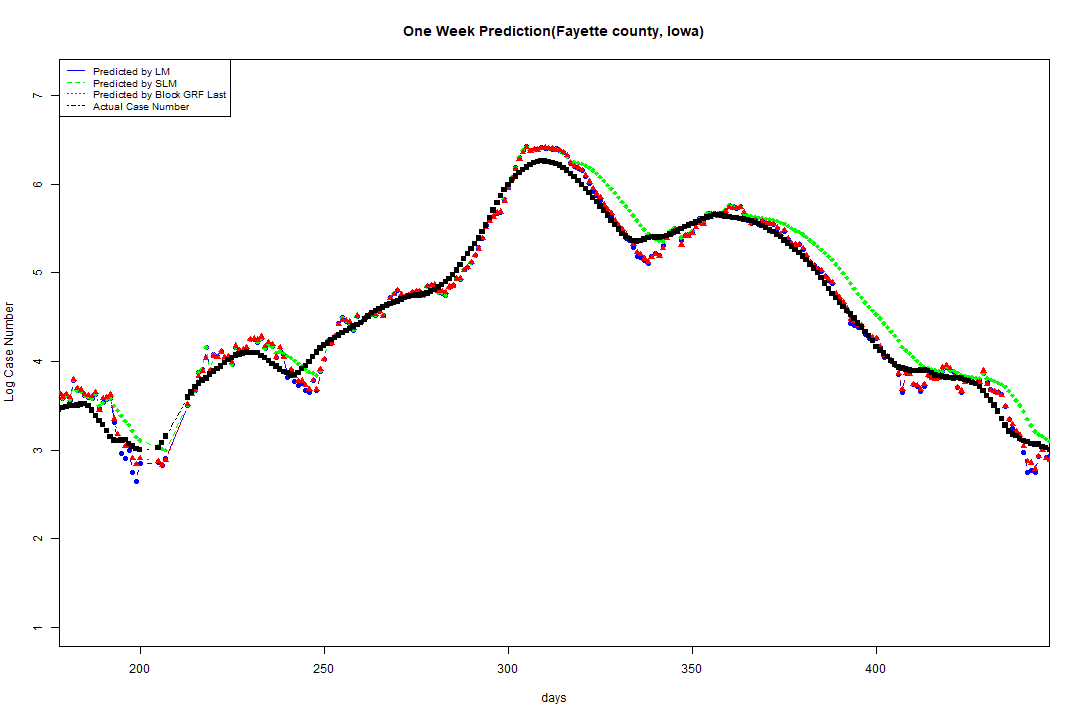 One Week Prediction(Fayette county, Iowa)
Predicted by LM
Predicted by SLM
Predicted by Block GRF Last
Actual Case Number
7
6
5
4
3
2
1
Log Case Number
200 250 300 350 400
days